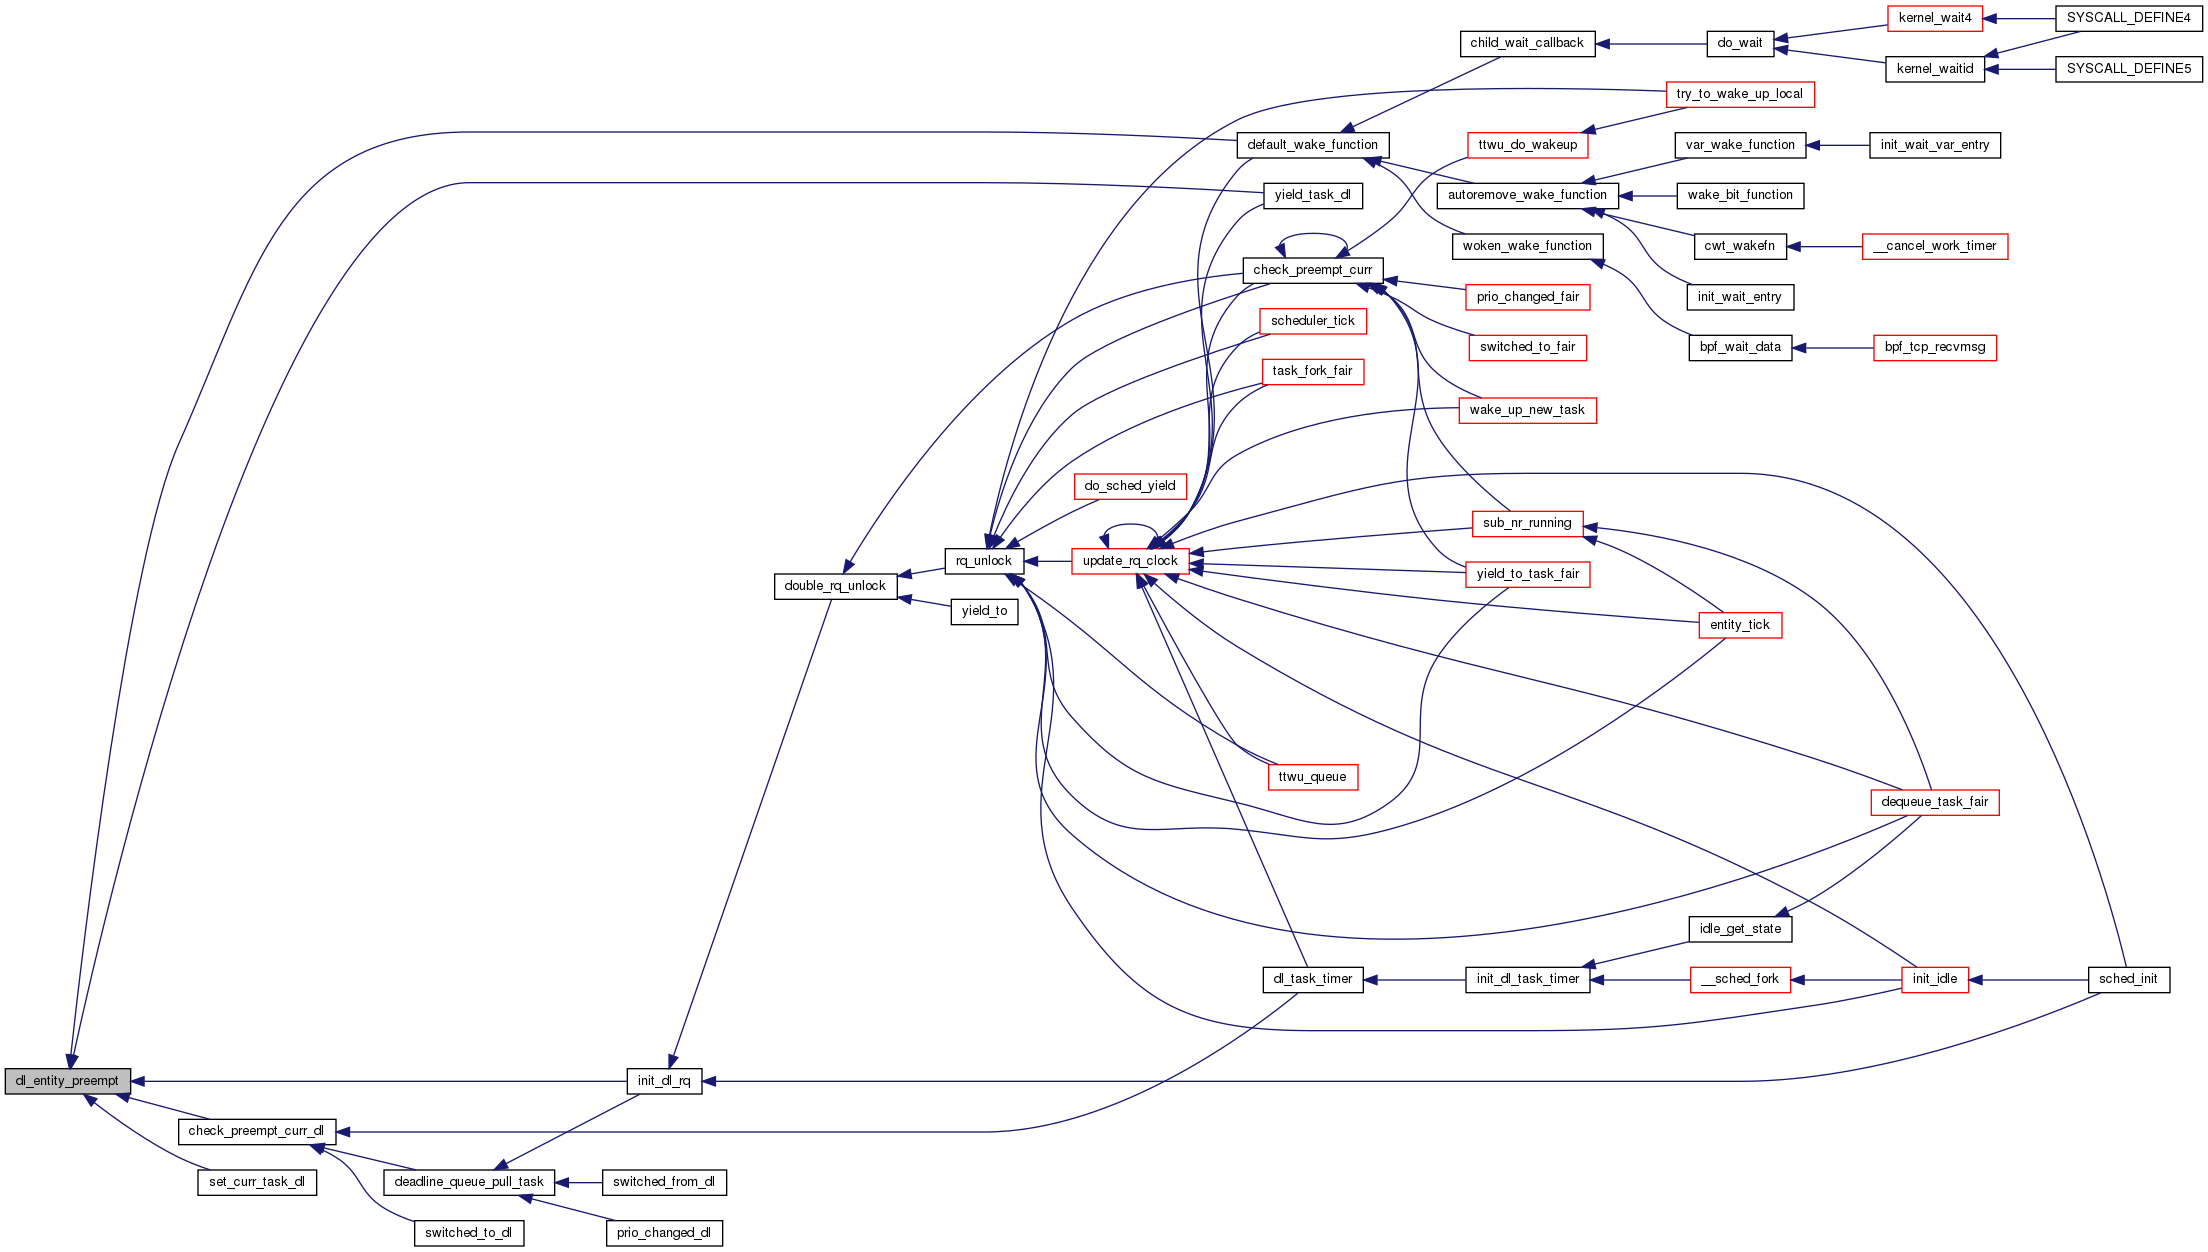 kernel_wait4
SYSCALL_DEFINE4
child_wait_callback
do_wait
kernel_waitid
SYSCALL_DEFINE5
try_to_wake_up_local
default_wake_function
ttwu_do_wakeup
var_wake_function
init_wait_var_entry
yield_task_dl
autoremove_wake_function
wake_bit_function
woken_wake_function
cwt_wakefn
__cancel_work_timer
check_preempt_curr
prio_changed_fair
init_wait_entry
scheduler_tick
switched_to_fair
bpf_wait_data
bpf_tcp_recvmsg
task_fork_fair
wake_up_new_task
do_sched_yield
sub_nr_running
rq_unlock
update_rq_clock
yield_to_task_fair
double_rq_unlock
yield_to
entity_tick
ttwu_queue
dequeue_task_fair
idle_get_state
dl_task_timer
init_dl_task_timer
__sched_fork
init_idle
sched_init
dl_entity_preempt
init_dl_rq
check_preempt_curr_dl
set_curr_task_dl
deadline_queue_pull_task
switched_from_dl
switched_to_dl
prio_changed_dl